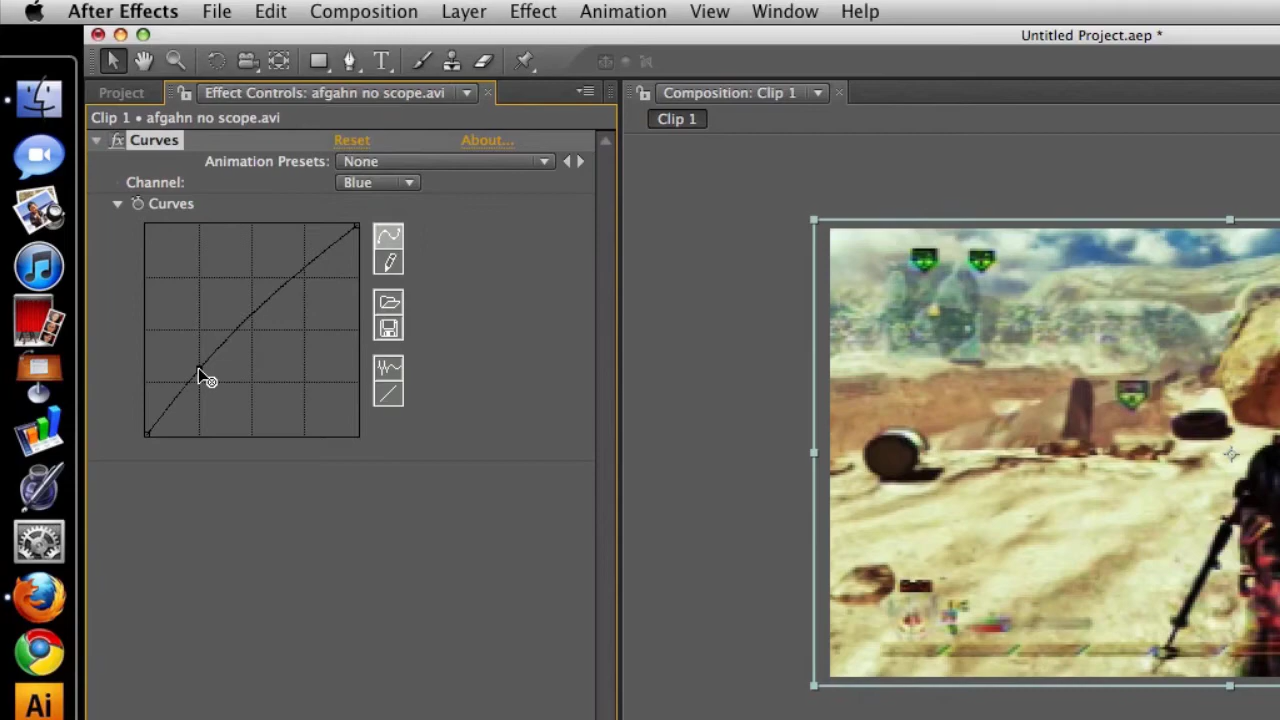 After Effects File Edit Composition Layer Effect Animation View Window Help
Untitled Project.aep *
T
Project Effect Controls: afgahn no scope.avi × Composition: Clip 1 ×
Clip 1 • afgahn no scope.avi
Clip 1
fx Curves Reset About...
Animation Presets: None
Channel: Blue
Curves
Ai